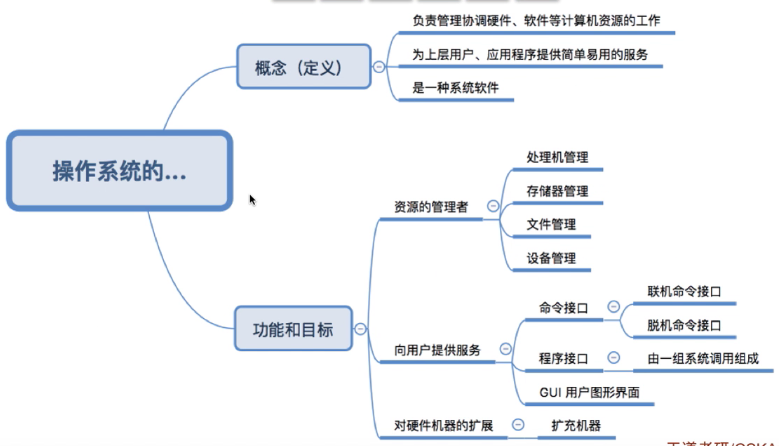 操作系统的...
概念（定义）
负责管理协调硬件、软件等计算机资源的工作
为上层用户、应用程序提供简单易用的服务
是一种系统软件
功能和目标
资源的管理者
处理机管理
存储器管理
文件管理
设备管理
向用户提供服务
命令接口
联机命令接口
脱机命令接口
程序接口
由一组系统调用组成
GUI 用户图形界面
对硬件机器的扩展
扩充机器